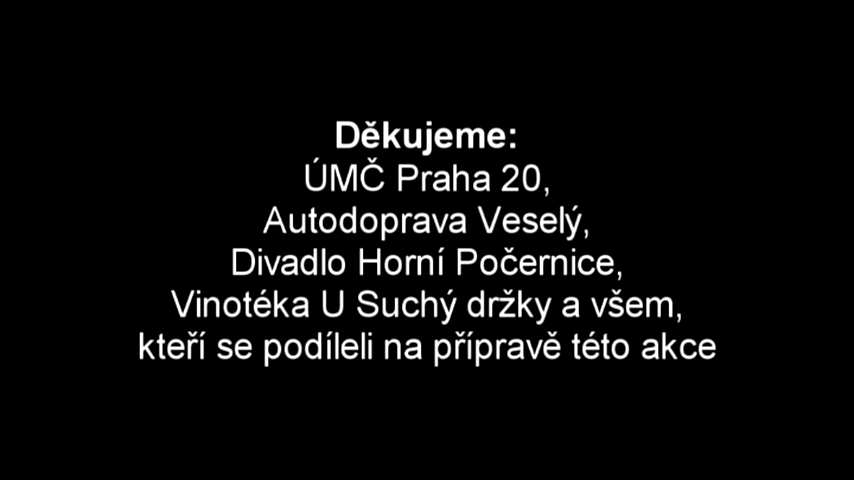 Děkujeme:
ÚMČ Praha 20,
Autodoprava Veselý,
Divadlo Horní Počernice,
Vinotéka U Suchý držky a všem,
kteří se podíleli na přípravě této akce